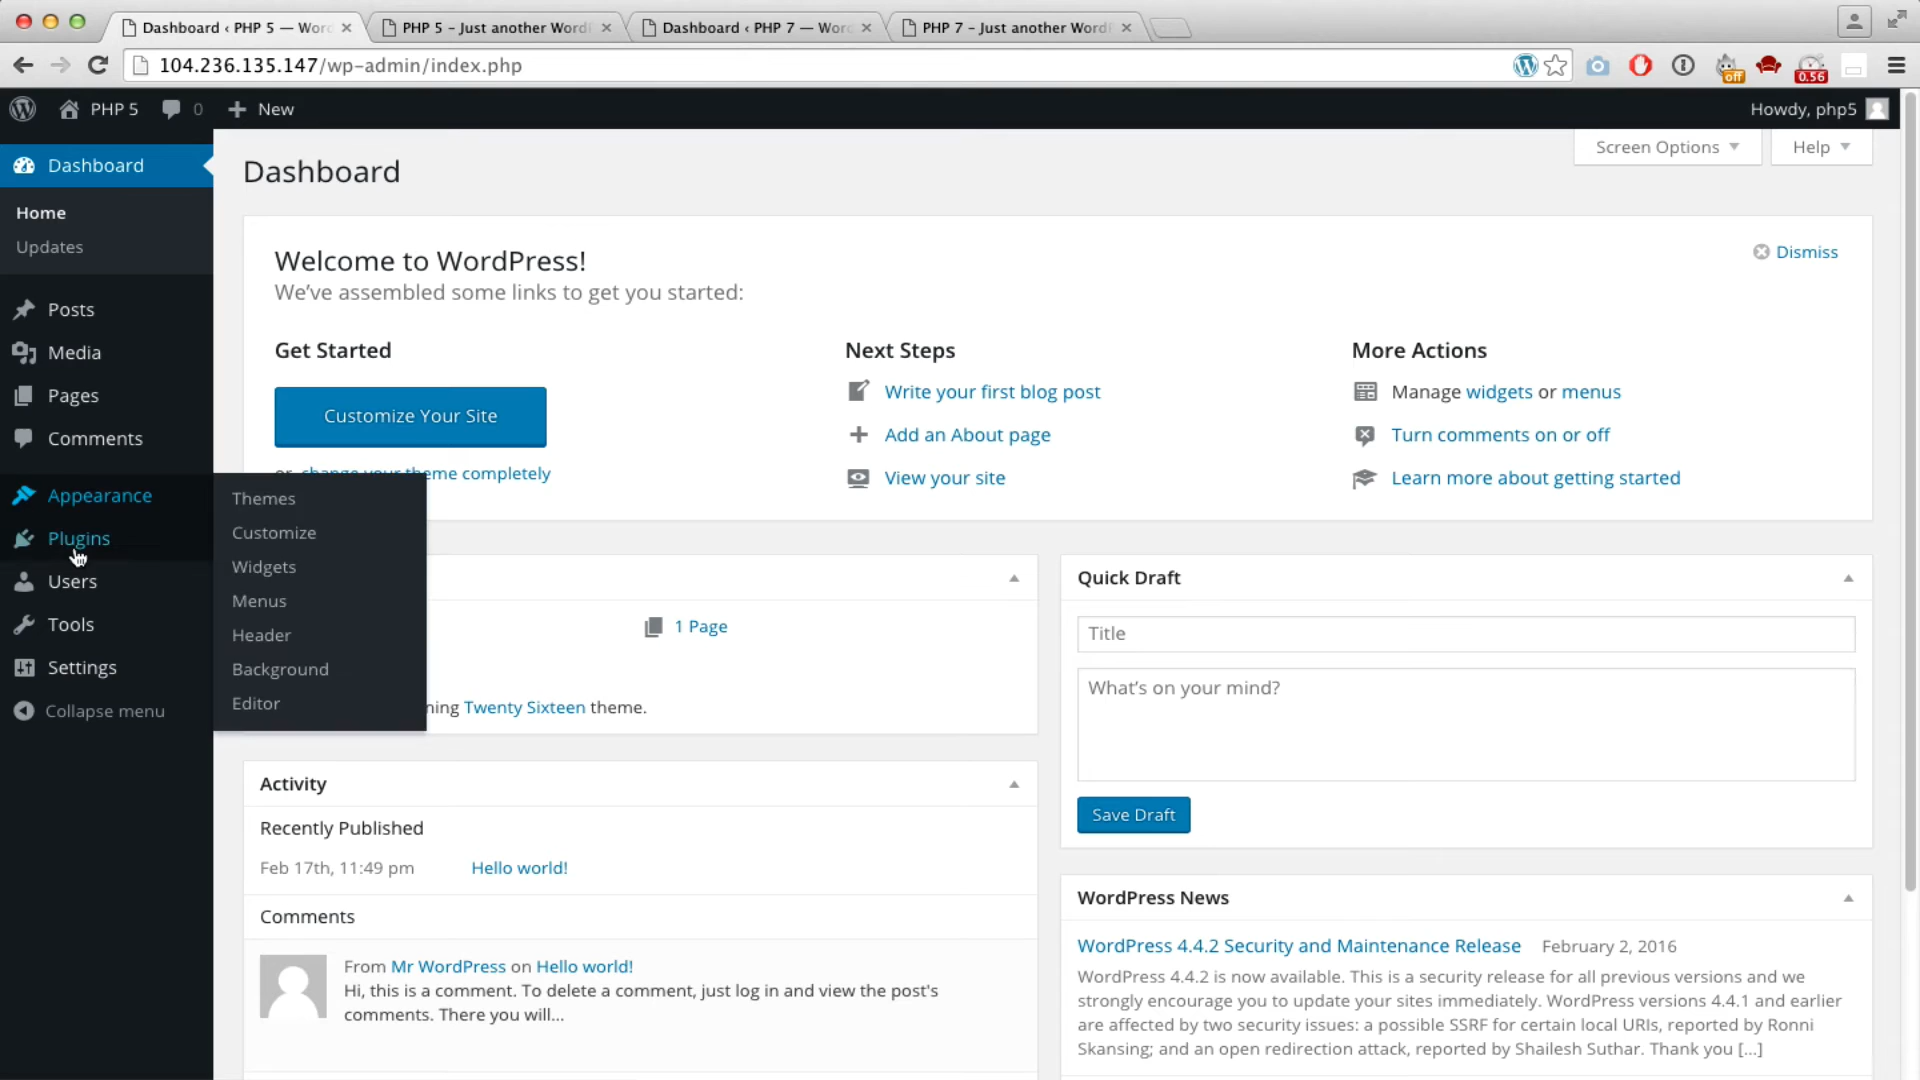 Dashboard ‹ PHP 5 — Word
PHP 5 – Just another Word
Dashboard ‹ PHP 7 — Word
PHP 7 – Just another Word
104.236.135.147/wp-admin/index.php
off
0.56
PHP 5
0
New
Howdy, php5
Dashboard
Home
Updates
Posts
Media
Pages
Comments
Appearance
Plugins
Users
Tools
Settings
Collapse menu
Themes
Customize
Widgets
Menus
Header
Background
Editor
Dashboard
Screen Options
Help
Welcome to WordPress!
We’ve assembled some links to get you started:
Dismiss
Get Started
Customize Your Site
or, change your theme completely
Next Steps
Write your first blog post
Add an About page
View your site
More Actions
Manage widgets or menus
Turn comments on or off
Learn more about getting started
1 Page
ning Twenty Sixteen theme.
Activity
Recently Published
Feb 17th, 11:49 pm Hello world!
Comments
From Mr WordPress on Hello world!
Hi, this is a comment. To delete a comment, just log in and view the post's
comments. There you will...
Quick Draft
Title
What’s on your mind?
Save Draft
WordPress News
WordPress 4.4.2 Security and Maintenance Release February 2, 2016
WordPress 4.4.2 is now available. This is a security release for all previous versions and we
strongly encourage you to update your sites immediately. WordPress versions 4.4.1 and earlier
are affected by two security issues: a possible SSRF for certain local URIs, reported by Ronni
Skansing; and an open redirection attack, reported by Shailesh Suthar. Thank you [...]